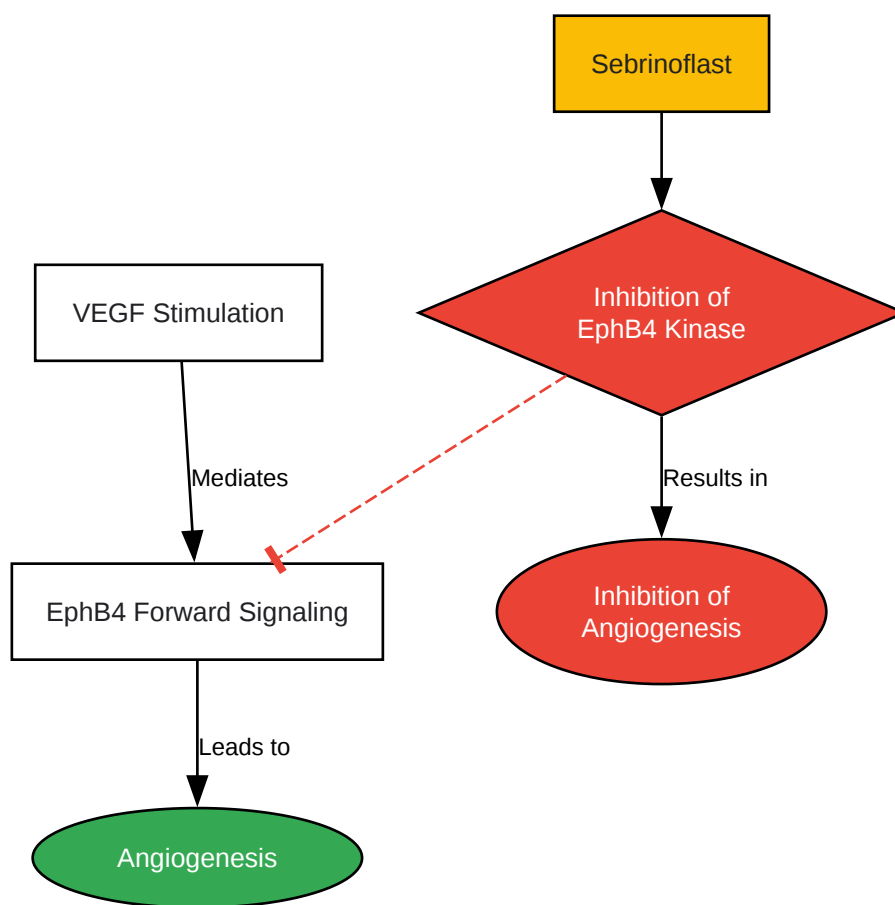 Sebrinoflast
VEGF Stimulation
Inhibition of
EphB4 Kinase
Mediates
Results in
EphB4 Forward Signaling
Inhibition of
Angiogenesis
Leads to
Angiogenesis